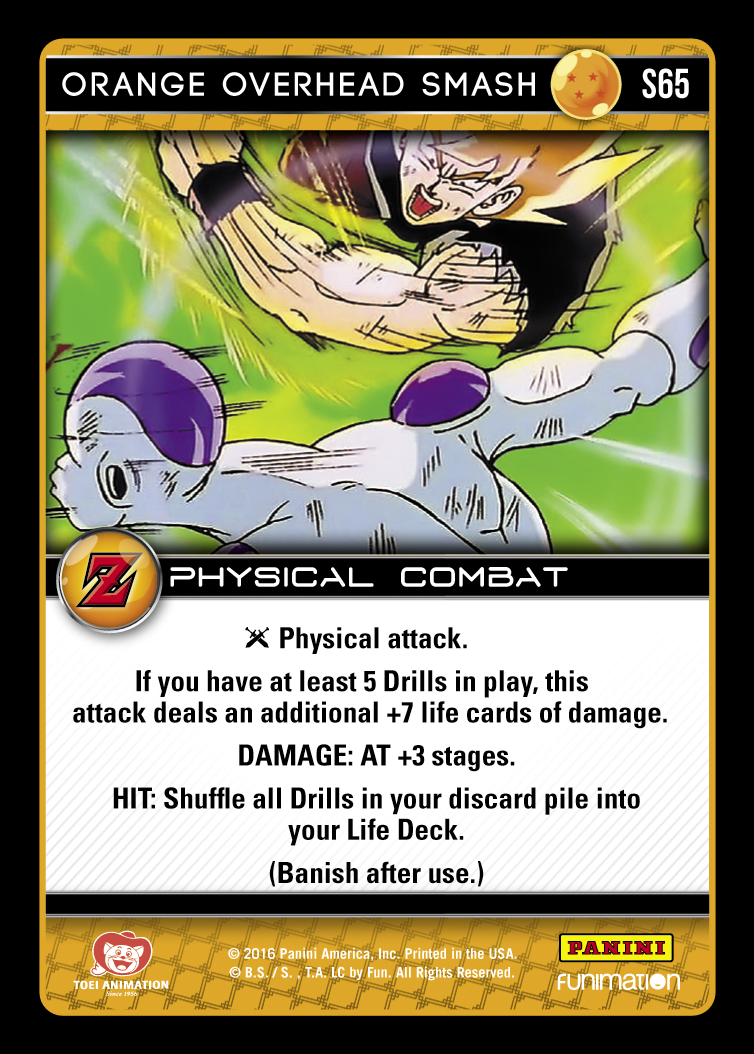 ORANGE OVERHEAD SMASH S65
Z PHYSICAL COMBAT
Physical attack.
If you have at least 5 Drills in play, this
attack deals an additional +7 life cards of damage.
DAMAGE: AT +3 stages.
HIT: Shuffle all Drills in your discard pile into
your Life Deck.
(Banish after use.)
TOEI ANIMATION
Since 1956
© 2016 Panini America, Inc. Printed in the USA.
© B.S. / S. , T.A. LC by Fun. All Rights Reserved.
PANINI
FUNIMATION